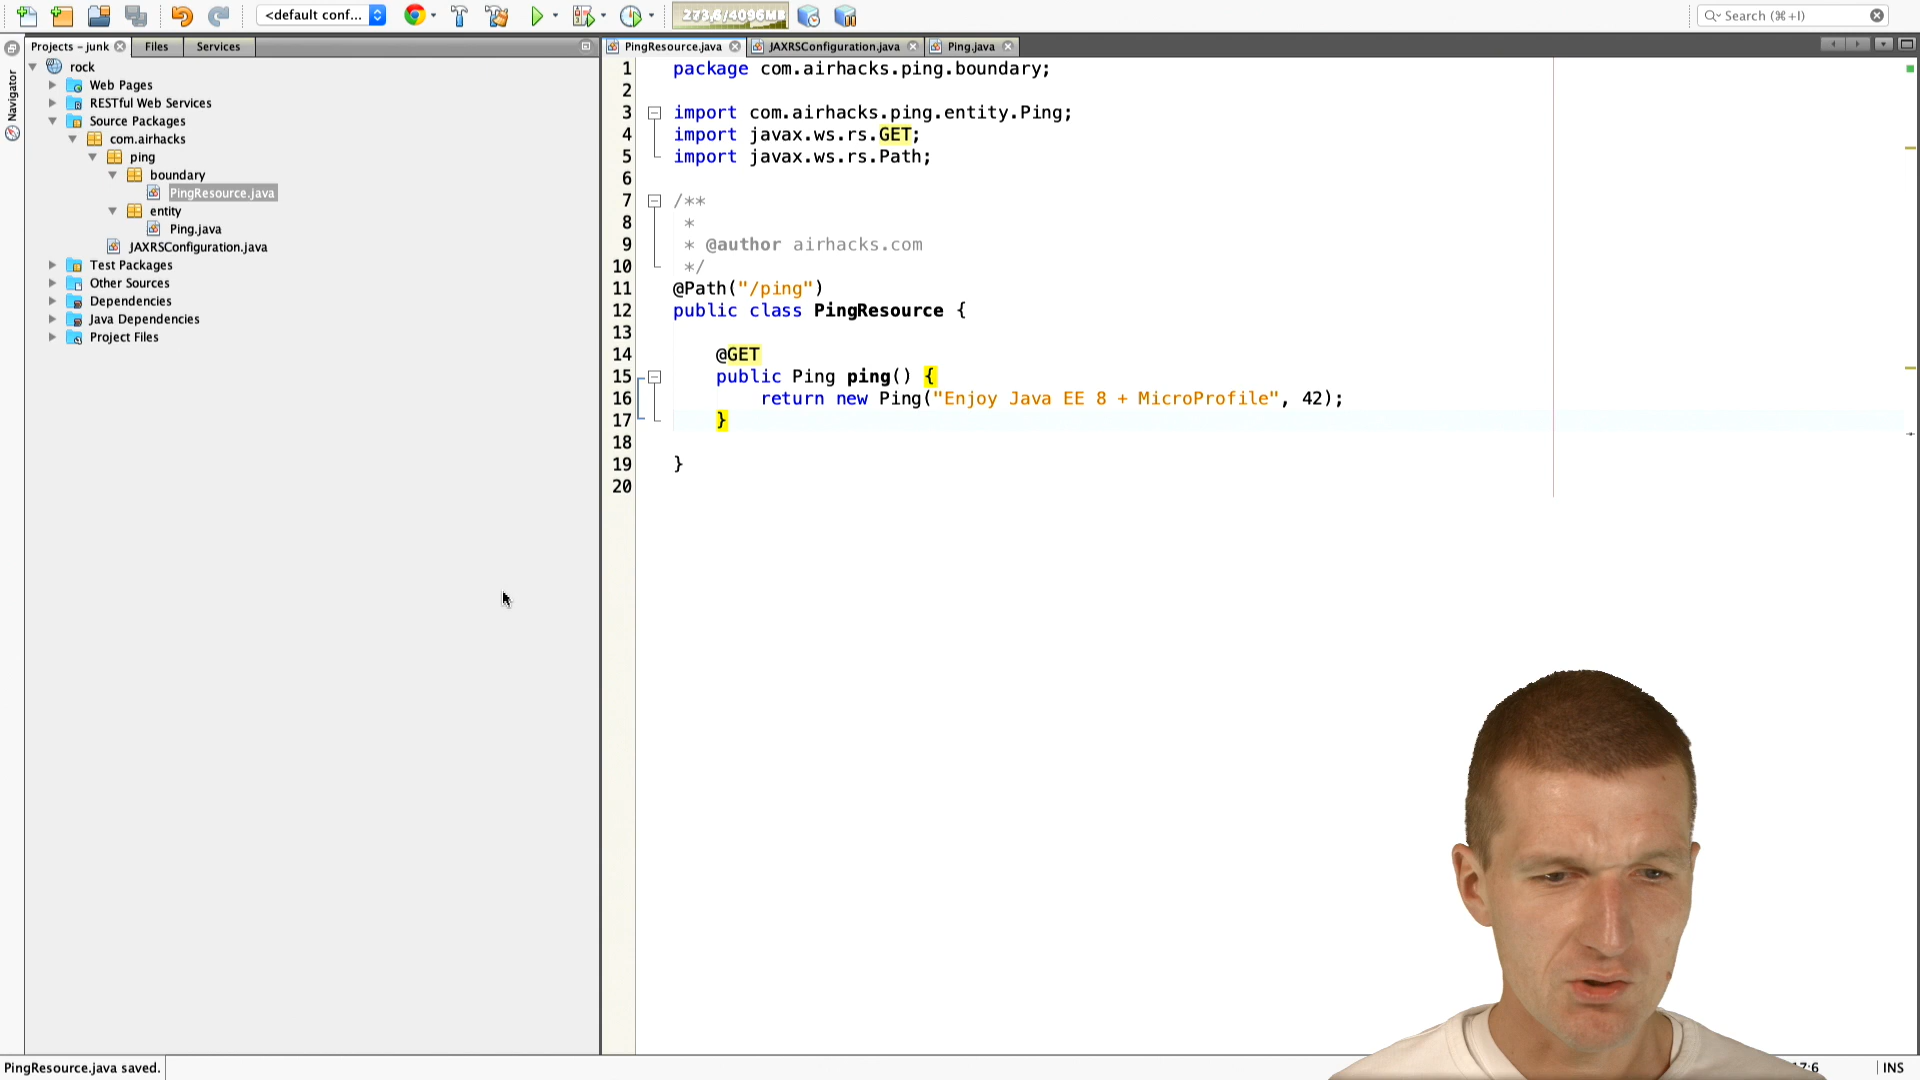 <default conf...
273,6/4096MB
Search (⌘+I)
Projects – junk
Files
Services
PingResource.java
JAXRSConfiguration.java
Ping.java
Navigator
rock
Web Pages
RESTful Web Services
Source Packages
com.airhacks
ping
boundary
PingResource.java
entity
Ping.java
JAXRSConfiguration.java
Test Packages
Other Sources
Dependencies
Java Dependencies
Project Files
1 package com.airhacks.ping.boundary;
2
3 import com.airhacks.ping.entity.Ping;
4 import javax.ws.rs.GET;
5 import javax.ws.rs.Path;
6
7 /**
8 *
9 * @author airhacks.com
10 */
11 @Path("/ping")
12 public class PingResource {
13
14 @GET
15 public Ping ping() {
16 return new Ping("Enjoy Java EE 8 + MicroProfile", 42);
17 }
18
19 }
20
PingResource.java saved.
INS